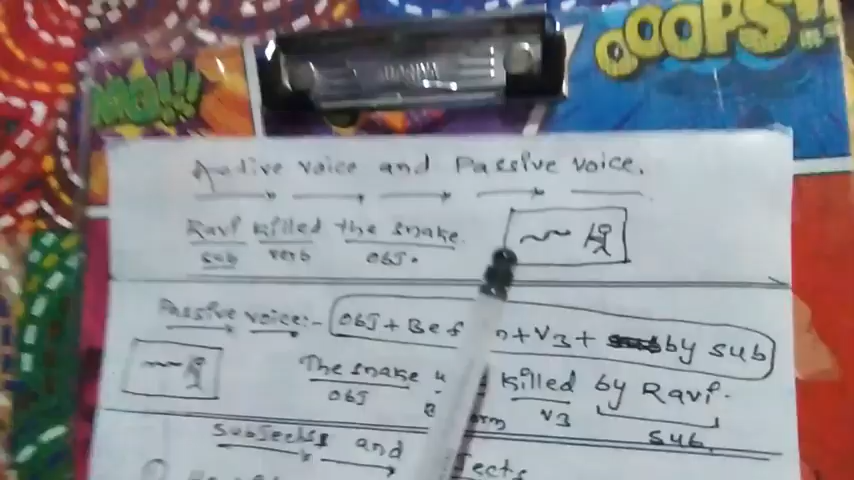 OOOPS!!
Active voice and Passive voice.
Ravi killed the snake.
sub verb obj.
Passive voice:- obj + Be f n + V3 + by sub
The snake killed by Ravi.
obj V3 sub
subjects and jects